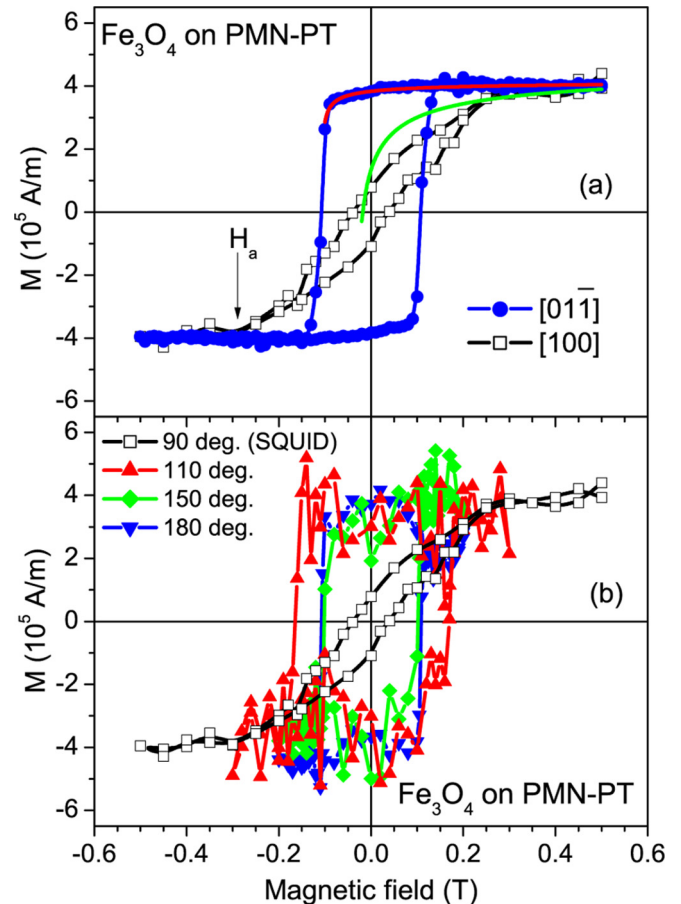 Fe3O4 on PMN-PT
6
4
2
0
-2
-4
-6
M (10^5 A/m)
(a)
Ha
[011̄]
[100]
90 deg. (SQUID)
110 deg.
150 deg.
180 deg.
6
4
2
0
-2
-4
-6
M (10^5 A/m)
(b)
Fe3O4 on PMN-PT
-0.6 -0.4 -0.2 0.0 0.2 0.4 0.6
Magnetic field (T)